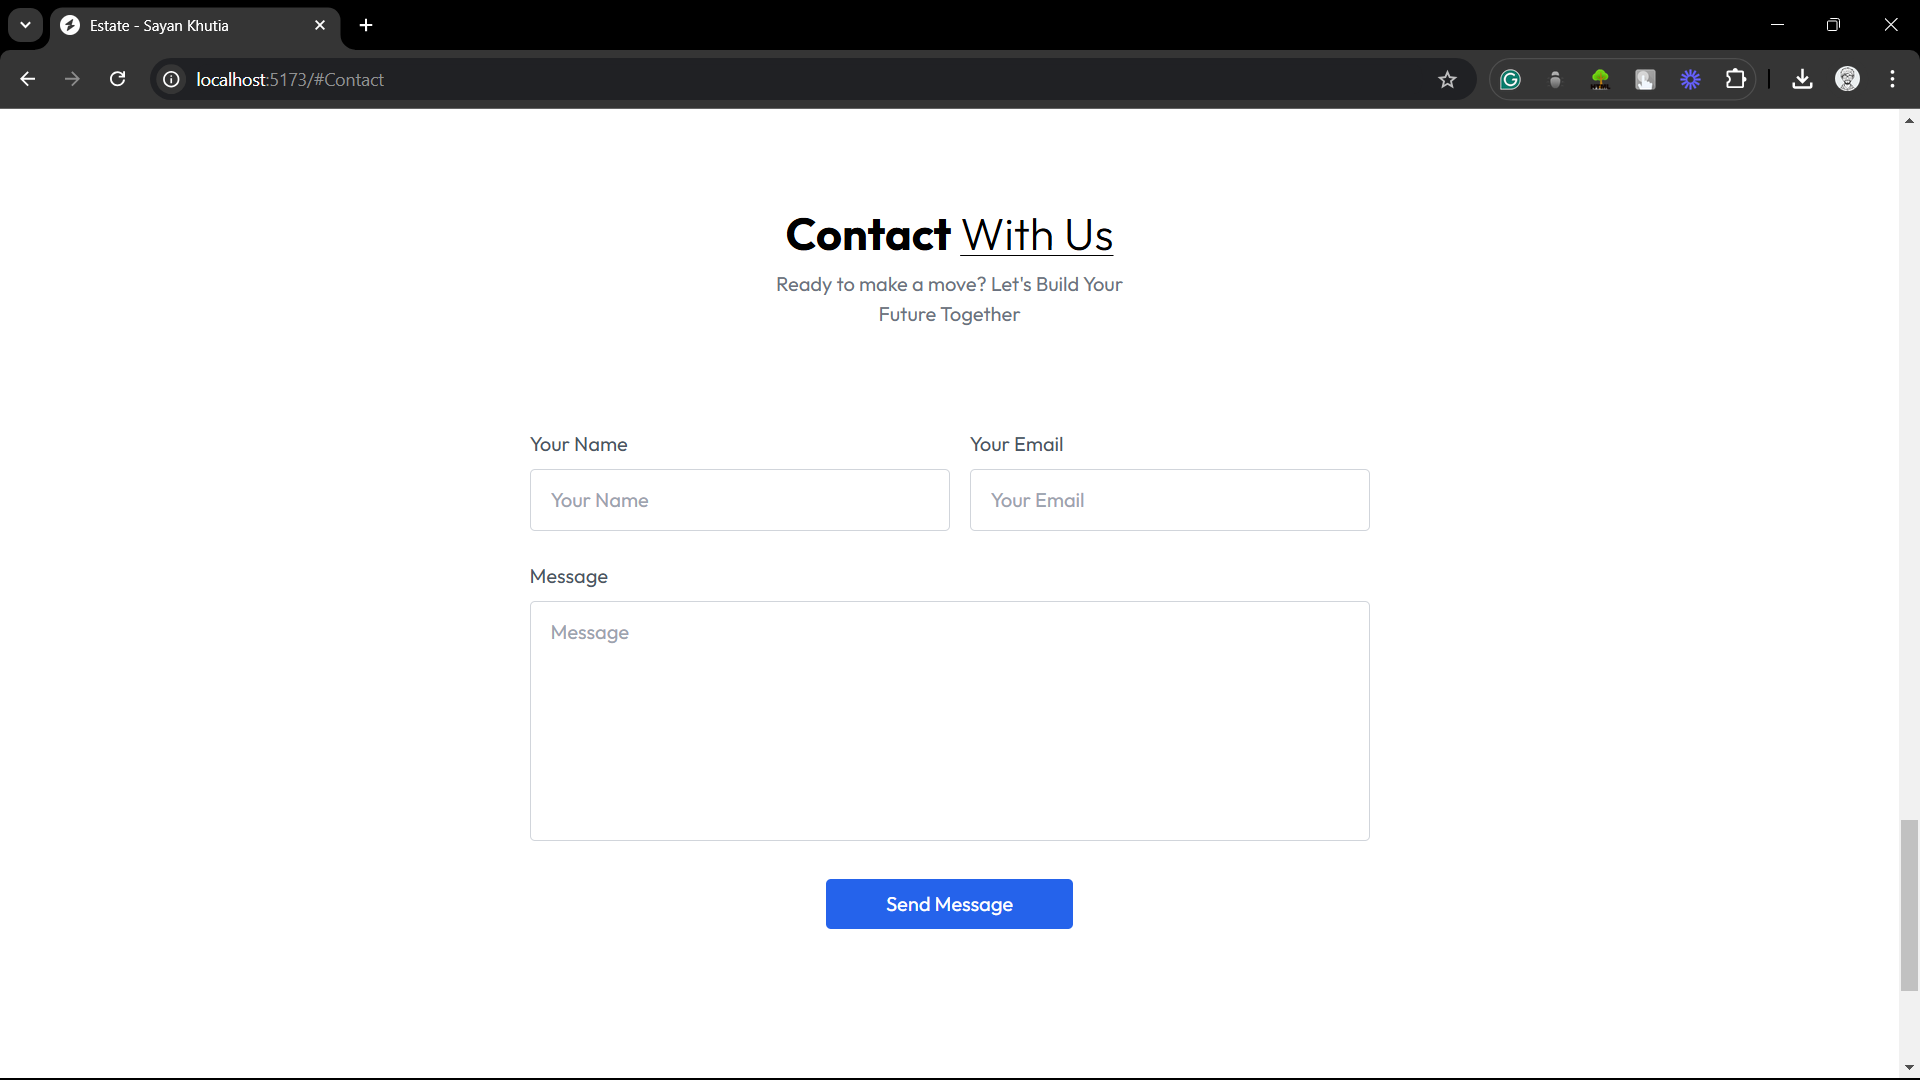 Estate - Sayan Khutia
localhost:5173/#Contact
Contact With Us
Ready to make a move? Let's Build Your
Future Together
Your Name
Your Email
Your Name
Your Email
Message
Message
Send Message